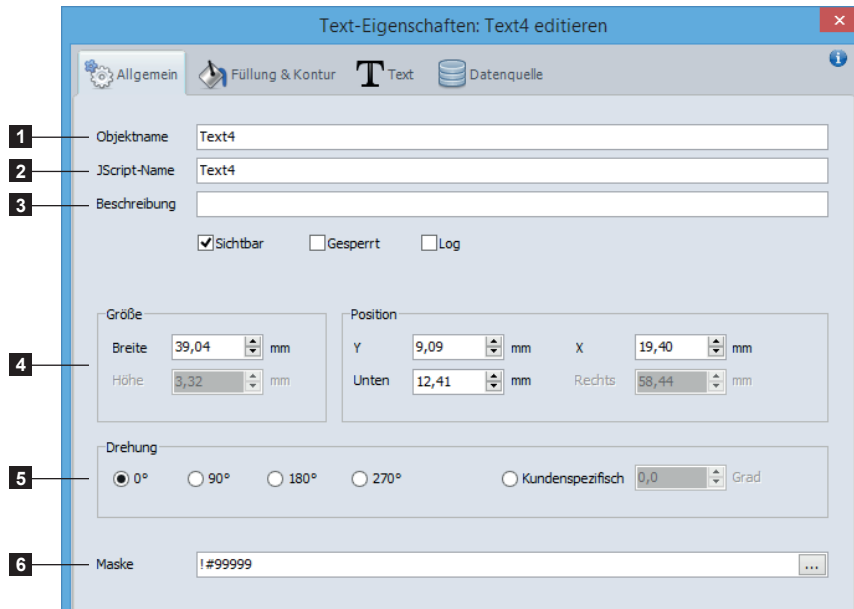 Text-Eigenschaften: Text4 editieren
Allgemein Füllung & Kontur Text Datenquelle
1 Objektname Text4
2 JScript-Name Text4
3 Beschreibung
Sichtbar Gesperrt Log
Größe Position
4
Breite 39,04 mm Y 9,09 mm X 19,40 mm
Höhe 3,32 mm Unten 12,41 mm Rechts 58,44 mm
Drehung
5 0° 90° 180° 270° Kundenspezifisch 0,0 Grad
6 Maske !#99999 ...